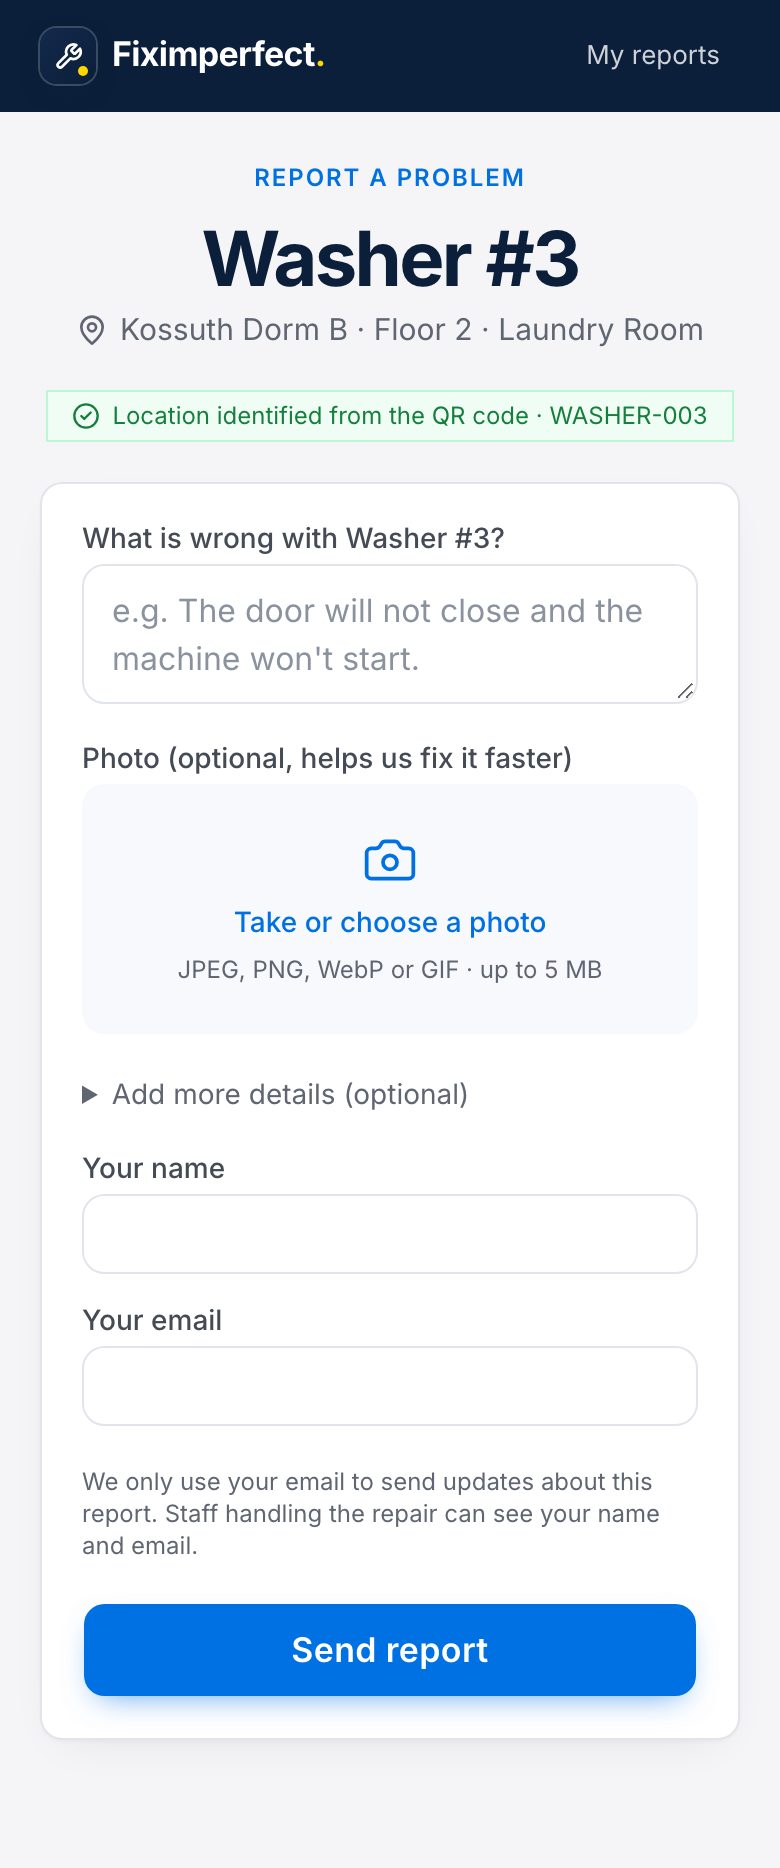 Fiximperfect.
My reports
REPORT A PROBLEM
Washer #3
Kossuth Dorm B · Floor 2 · Laundry Room
Location identified from the QR code · WASHER-003
What is wrong with Washer #3?
e.g. The door will not close and the
machine won't start.
Photo (optional, helps us fix it faster)
Take or choose a photo
JPEG, PNG, WebP or GIF · up to 5 MB
Add more details (optional)
Your name
Your email
We only use your email to send updates about this
report. Staff handling the repair can see your name
and email.
Send report